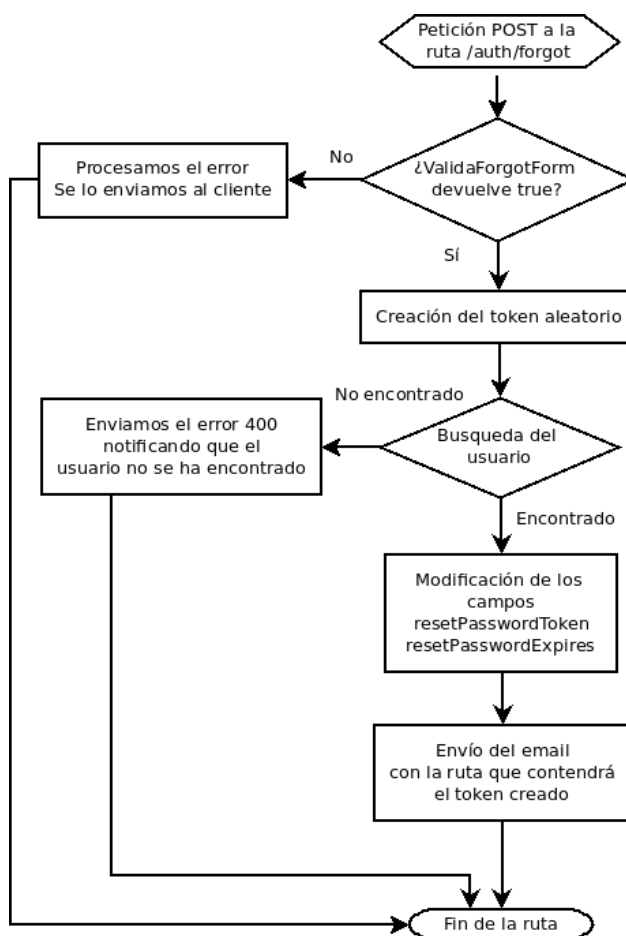 Petición POST a la
ruta /auth/forgot
¿ValidaForgotForm
devuelve true?
No
Procesamos el error
Se lo enviamos al cliente
Sí
Creación del token aleatorio
No encontrado
Busqueda del
usuario
Enviamos el error 400
notificando que el
usuario no se ha encontrado
Encontrado
Modificación de los
campos
resetPasswordToken
resetPasswordExpires
Envío del email
con la ruta que contendrá
el token creado
Fin de la ruta